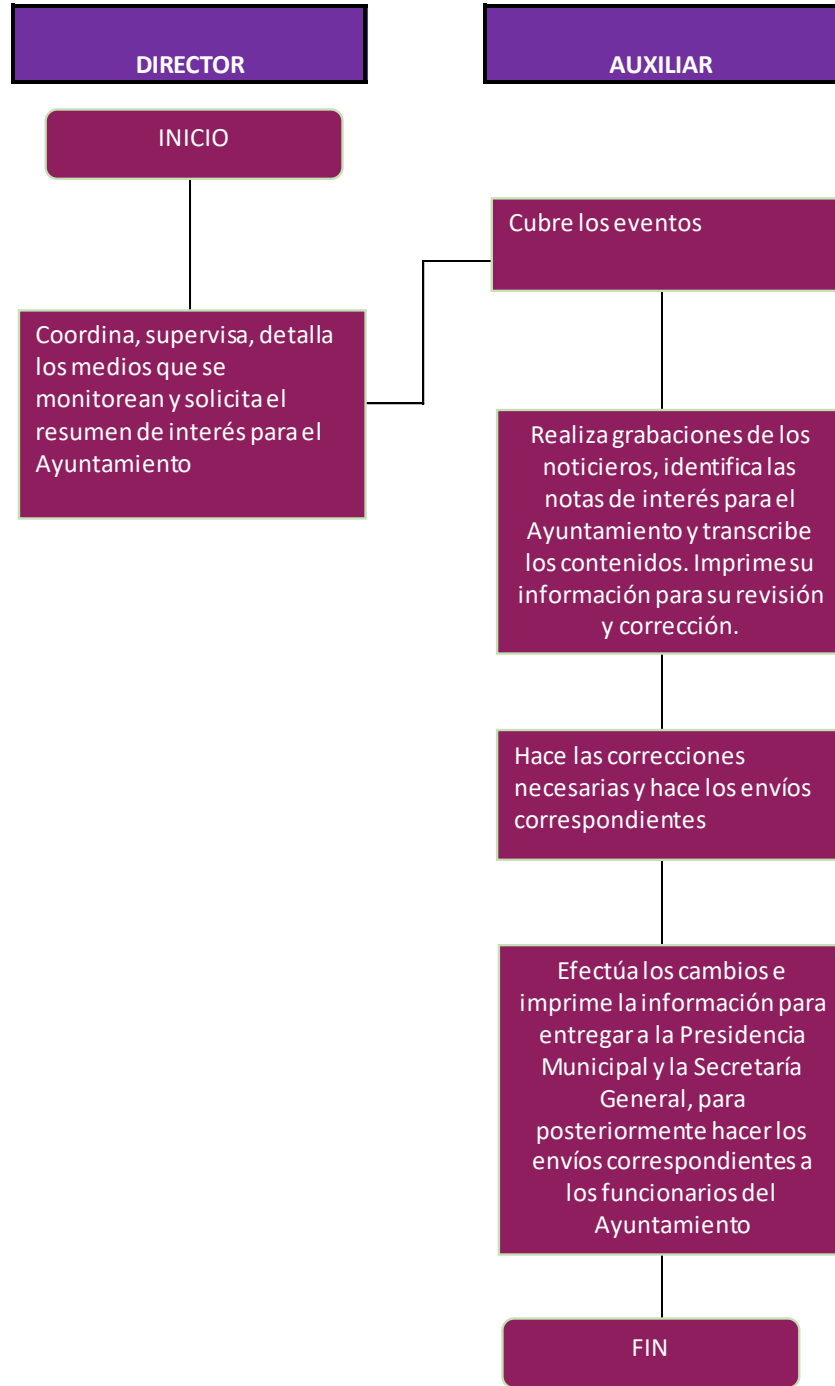 DIRECTOR
AUXILIAR
INICIO
Cubre los eventos
Coordina, supervisa, detalla
los medios que se
monitorean y solicita el
resumen de interés para el
Ayuntamiento
Realiza grabaciones de los
noticieros, identifica las
notas de interés para el
Ayuntamiento y transcribe
los contenidos. Imprime su
información para su revisión
y corrección.
Hace las correcciones
necesarias y hace los envíos
correspondientes
Efectúa los cambios e
imprime la información para
entregar a la Presidencia
Municipal y la Secretaría
General, para
posteriormente hacer los
envíos correspondientes a
los funcionarios del
Ayuntamiento
FIN